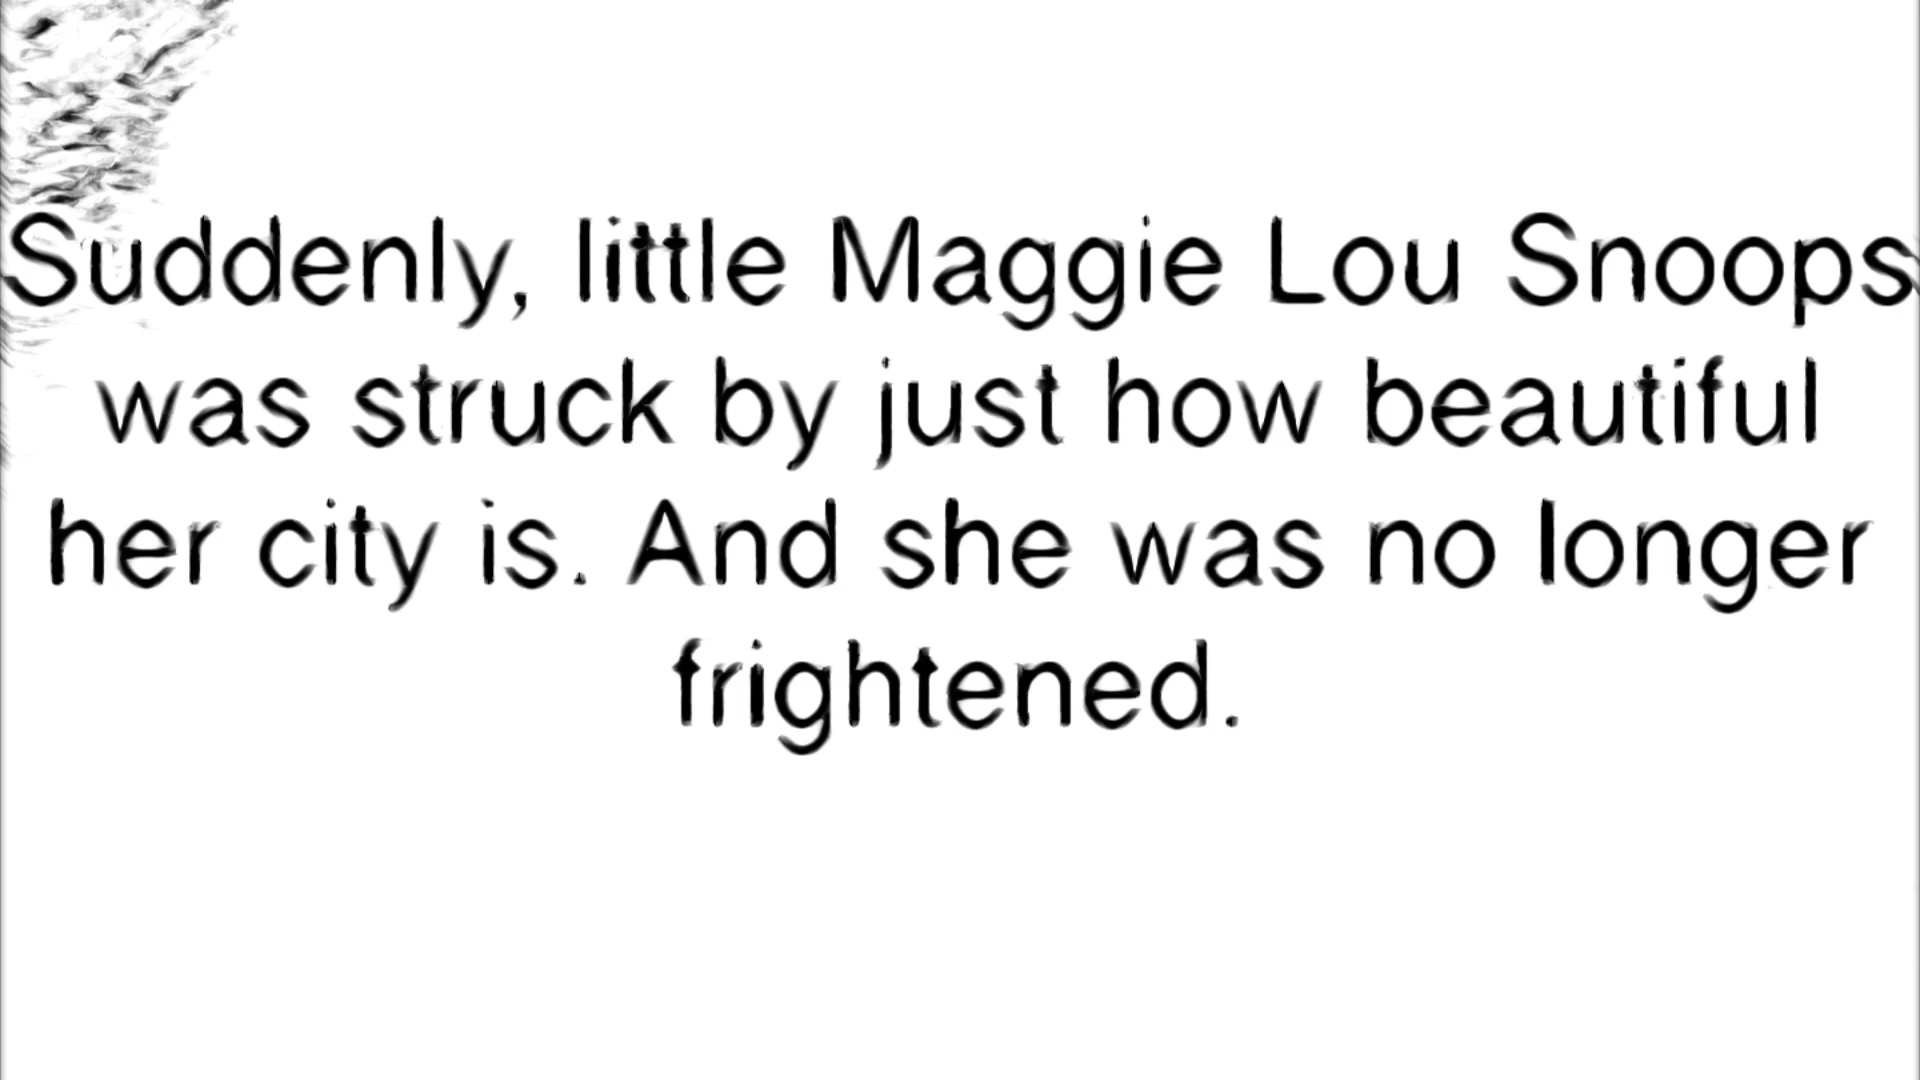 Suddenly, little Maggie Lou Snoops
was struck by just how beautiful
her city is. And she was no longer
frightened.